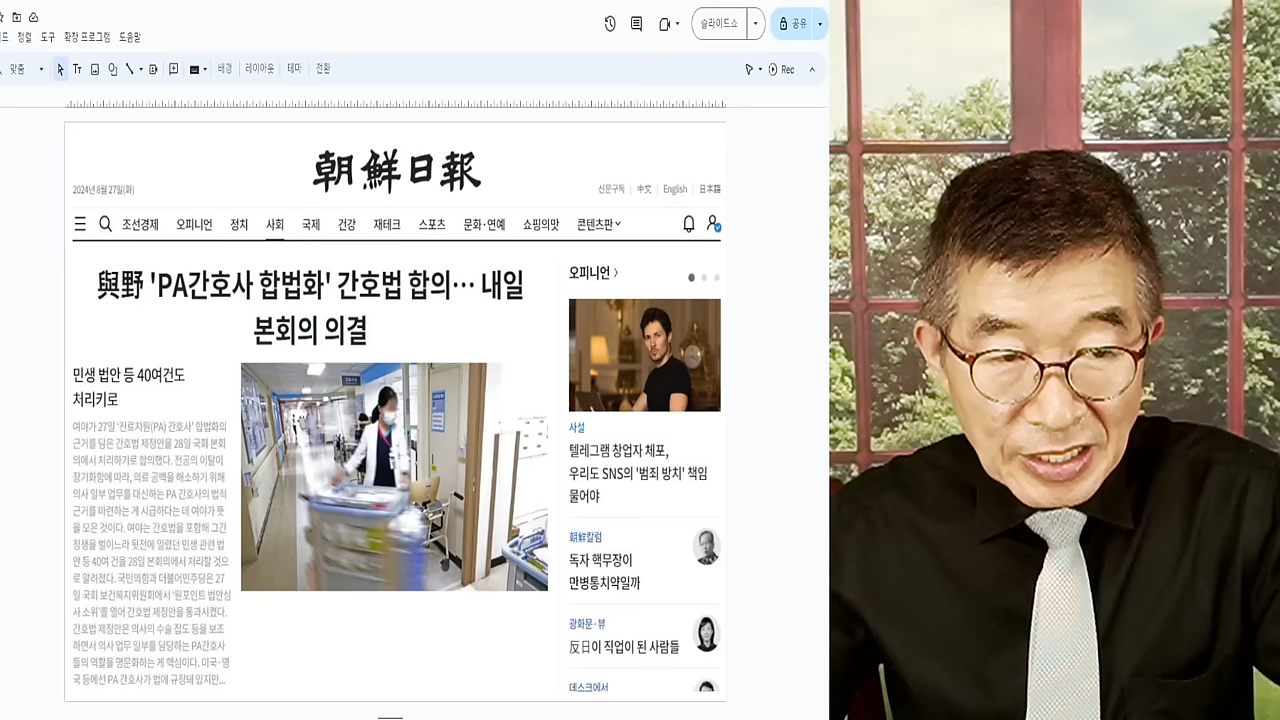 정렬 도구 확장 프로그램 도움말
슬라이드쇼
공유
맞춤
배경 레이아웃 테마 전환
Rec
朝鮮日報
2024년 8월 27일(화)
신문구독 中文 English 日本語
조선경제 오피니언 정치 사회 국제 건강 재테크 스포츠 문화·연예 쇼핑의맛 콘텐츠판
與野 'PA간호사 합법화' 간호법 합의… 내일
본회의 의결
민생 법안 등 40여건도
처리키로
여야가 27일 '진료지원(PA) 간호사' 합법화의
근거를 담은 간호법 제정안을 28일 국회 본회
의에서 처리하기로 합의했다. 전공의 이탈이
장기화함에 따라, 의료 공백을 해소하기 위해
의사 일부 업무를 대신하는 PA 간호사의 법적
근거를 마련하는 게 시급하다는 데 여야가 뜻
을 모은 것이다. 여야는 간호법을 포함해 그간
정쟁을 벌이느라 뒷전에 밀렸던 민생 관련 법
안 등 40여 건을 28일 본회의에서 처리할 것으
로 알려졌다. 국민의힘과 더불어민주당은 27
일 국회 보건복지위원회에서 '원포인트 법안심
사 소위'를 열어 간호법 제정안을 통과시켰다.
간호법 제정안은 의사의 수술 집도 등을 보조
하면서 의사 업무 일부를 담당하는 PA간호사
들의 역할을 명문화하는 게 핵심이다. 미국·영
국 등에선 PA 간호사가 법에 규정돼 있지만...
오피니언 >
사설
텔레그램 창업자 체포,
우리도 SNS의 '범죄 방치' 책임
물어야
朝鮮칼럼
독자 핵무장이
만병통치약일까
광화문·뷰
反日이 직업이 된 사람들
데스크에서